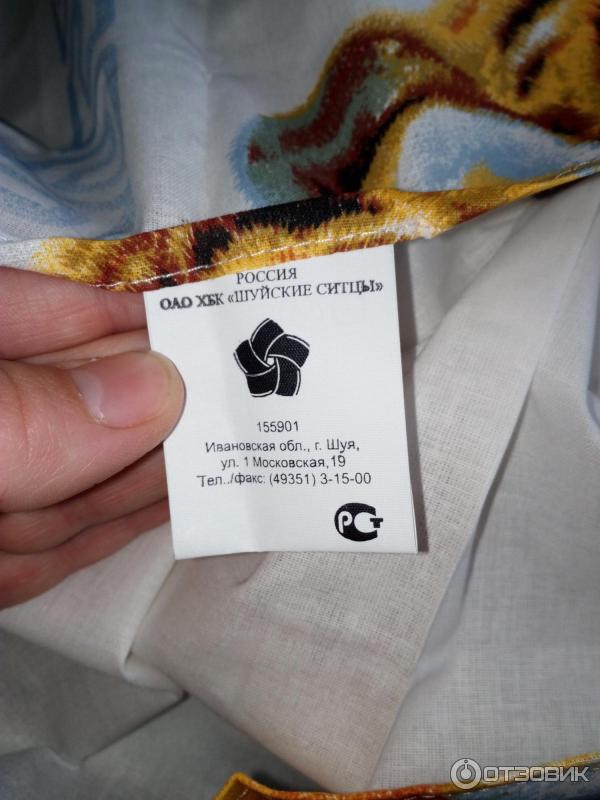 РОССИЯ
ОАО ХБК «ШУЙСКИЕ СИТЦЫ»
155901
Ивановская обл., г. Шуя,
ул. 1 Московская,19
Тел../факс: (49351) 3-15-00
РСТ
ОТЗОВИК